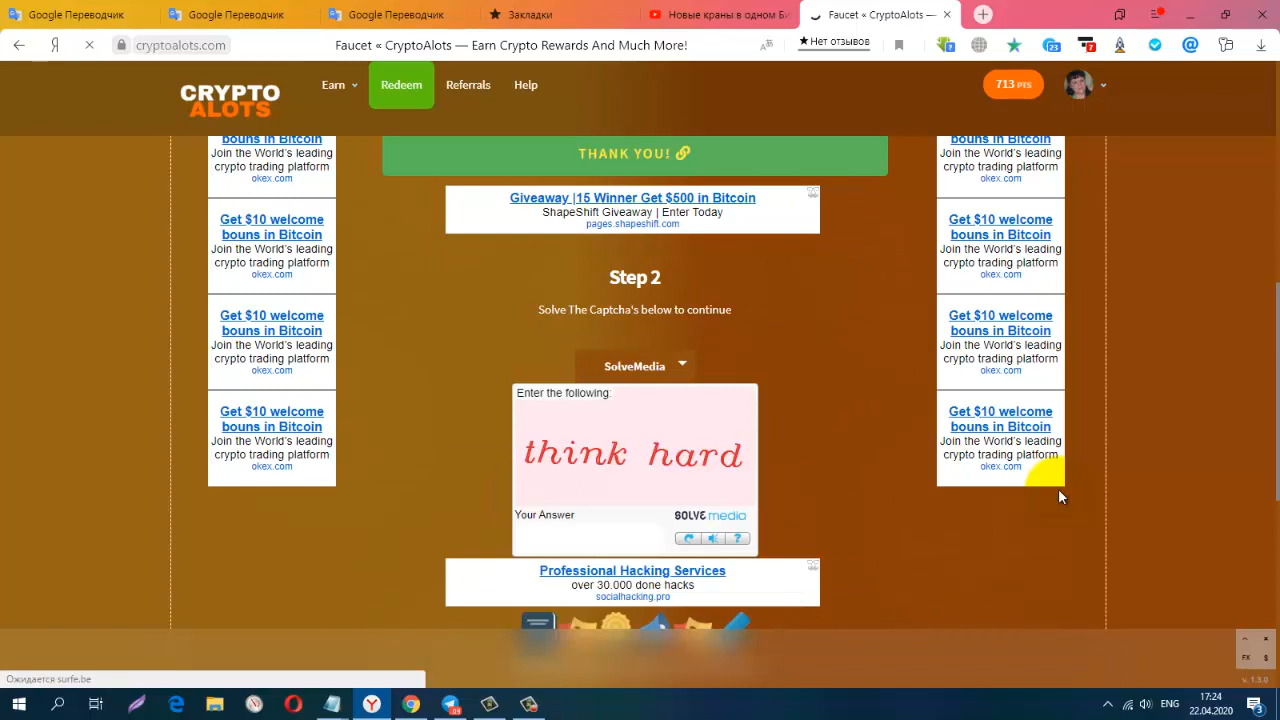 Google Переводчик
Google Переводчик
Google Переводчик
Закладки
Новые краны в одном Би
Faucet « CryptoAlots —
cryptoalots.com
Faucet « CryptoAlots — Earn Crypto Rewards And Much More!
Нет отзывов
23
7
CRYPTO
ALOTS
Earn
Redeem
Referrals
Help
713 PTS
bouns in Bitcoin
Join the World's leading
crypto trading platform
okex.com
Get $10 welcome
bouns in Bitcoin
Join the World's leading
crypto trading platform
okex.com
Get $10 welcome
bouns in Bitcoin
Join the World's leading
crypto trading platform
okex.com
Get $10 welcome
bouns in Bitcoin
Join the World's leading
crypto trading platform
okex.com
THANK YOU!
Giveaway |15 Winner Get $500 in Bitcoin
ShapeShift Giveaway | Enter Today
pages.shapeshift.com
Step 2
Solve The Captcha's below to continue
SolveMedia
Enter the following:
think hard
Your Answer
SOLVE media
Professional Hacking Services
over 30.000 done hacks
socialhacking.pro
bouns in Bitcoin
Join the World's leading
crypto trading platform
okex.com
Get $10 welcome
bouns in Bitcoin
Join the World's leading
crypto trading platform
okex.com
Get $10 welcome
bouns in Bitcoin
Join the World's leading
crypto trading platform
okex.com
Get $10 welcome
bouns in Bitcoin
Join the World's leading
crypto trading platform
okex.com
FX $
v. 1.3.0
Ожидается surfe.be
ENG
17:24
22.04.2020
3